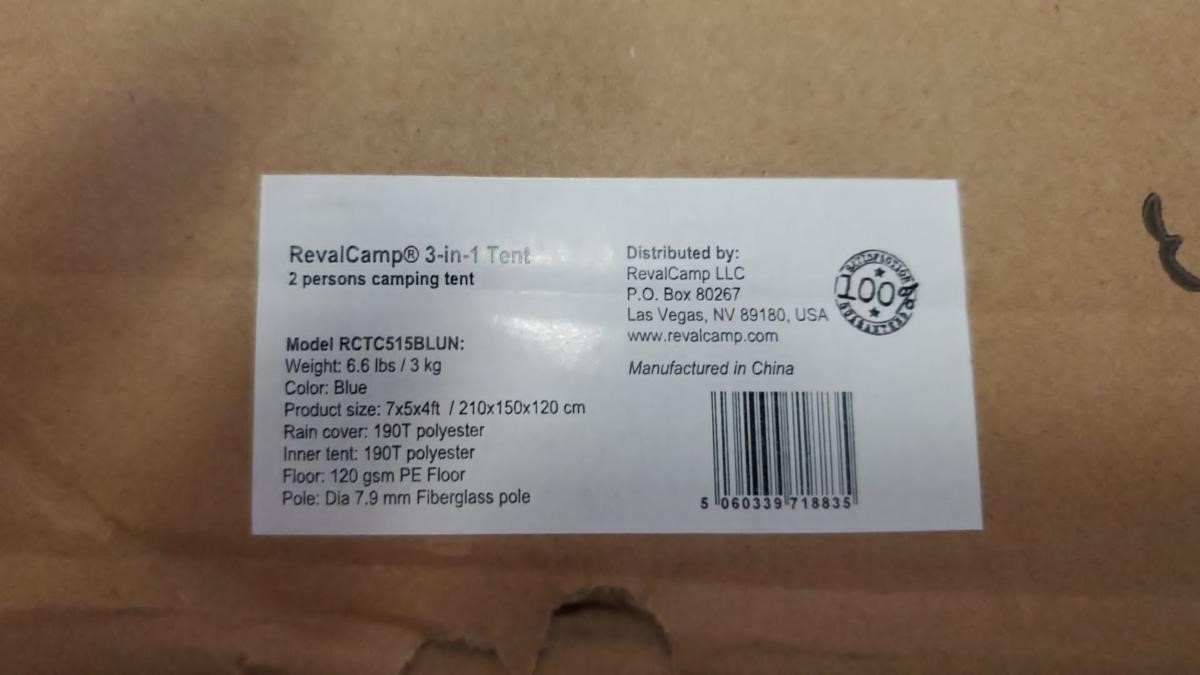 RevalCamp® 3-in-1 Tent
2 persons camping tent
Model RCTC515BLUN:
Weight: 6.6 lbs / 3 kg
Color: Blue
Product size: 7x5x4ft / 210x150x120 cm
Rain cover: 190T polyester
Inner tent: 190T polyester
Floor: 120 gsm PE Floor
Pole: Dia 7.9 mm Fiberglass pole
Distributed by:
RevalCamp LLC
P.O. Box 80267
Las Vegas, NV 89180, USA
www.revalcamp.com
Manufactured in China
SATISFACTION
100%
GUARANTEED
5 060339 718835